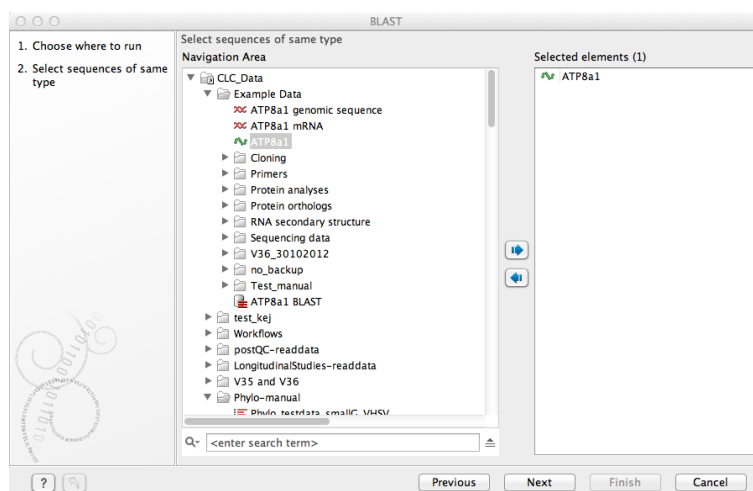 BLAST
1. Choose where to run
2. Select sequences of same
type
Select sequences of same type
Navigation Area
CLC_Data
Example Data
ATP8a1 genomic sequence
ATP8a1 mRNA
ATP8a1
Cloning
Primers
Protein analyses
Protein orthologs
RNA secondary structure
Sequencing data
V36_30102012
no_backup
Test_manual
ATP8a1 BLAST
test_kej
Workflows
postQC-readdata
LongitudinalStudies-readdata
V35 and V36
Phylo-manual
Phylo_testdata_smallG_VHSV
<enter search term>
Selected elements (1)
ATP8a1
?
Previous
Next
Finish
Cancel